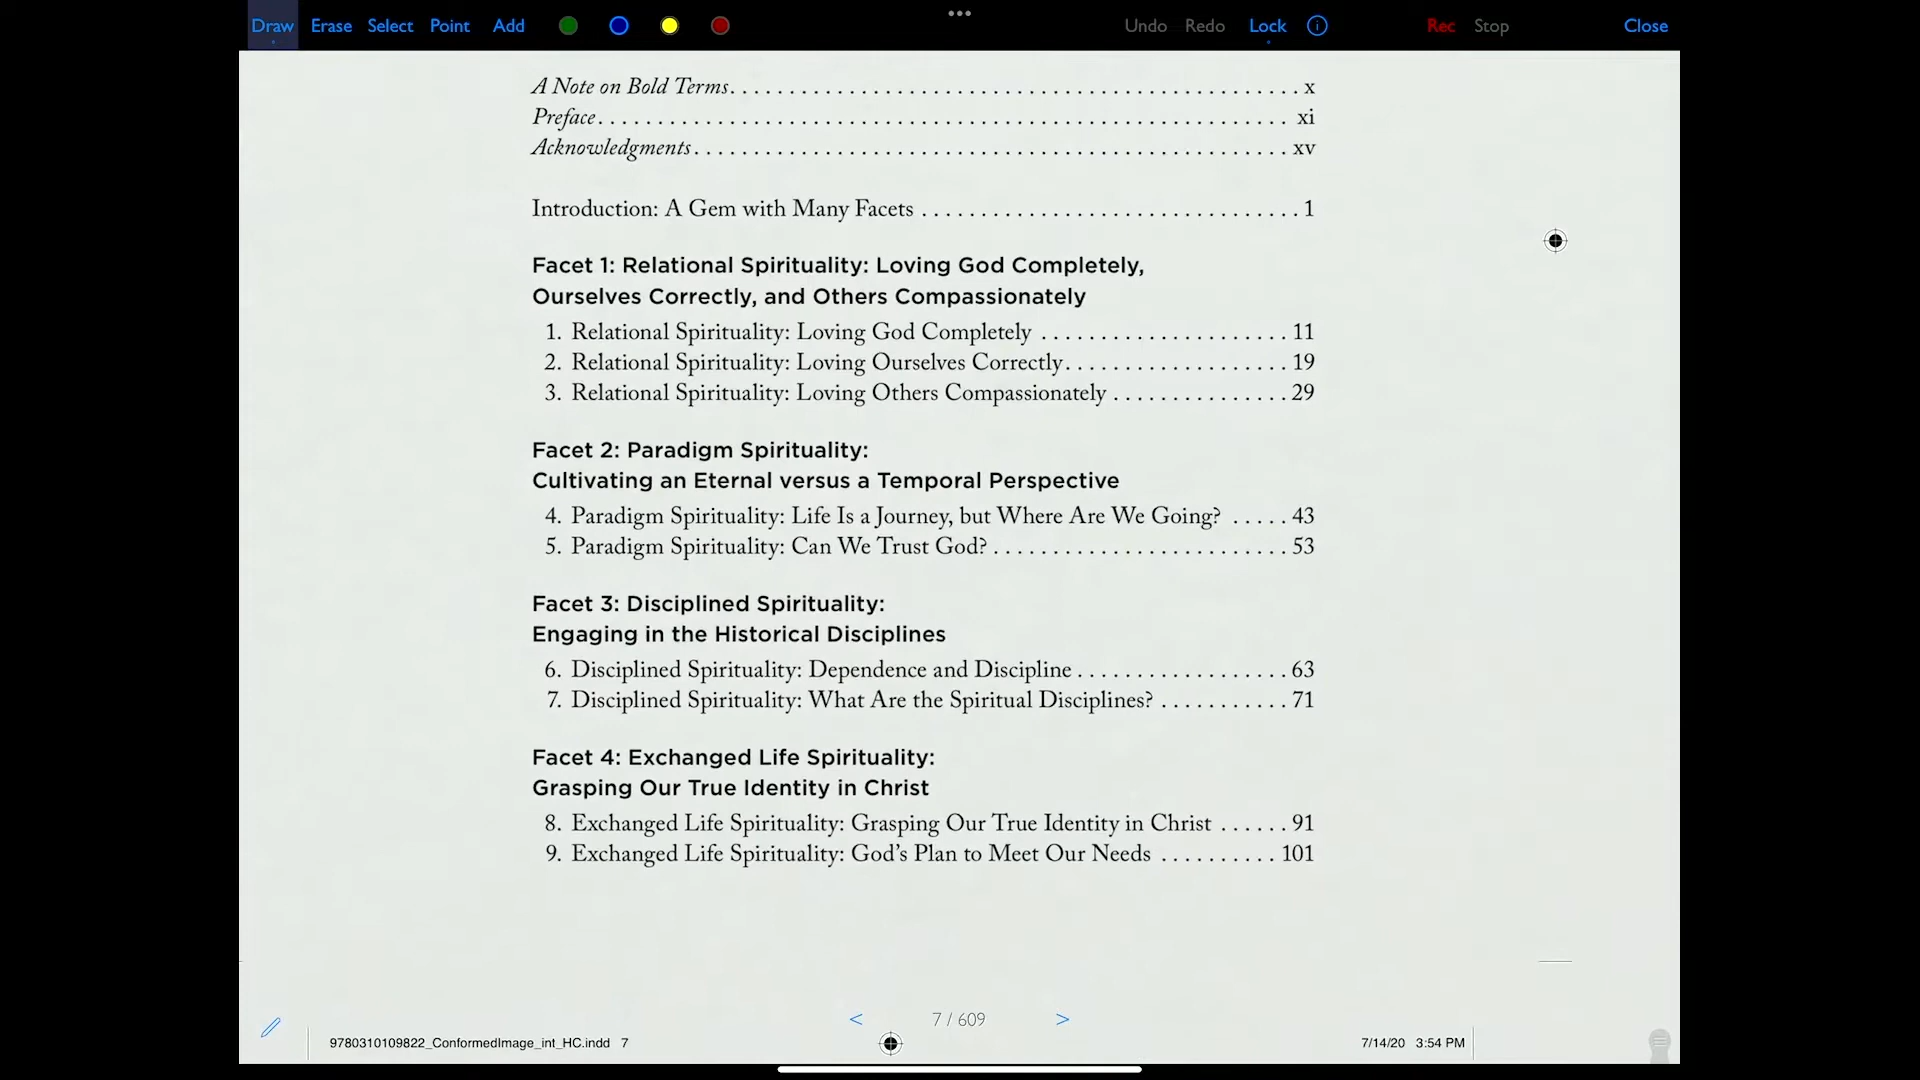 Draw Erase Select Point Add Undo Redo Lock Rec Stop Close
A Note on Bold Terms. . . . . . . . . . . . . . . . . . . . . . . . . . . . . . . . . . . . . . . . . . . . . . . . x
Preface. . . . . . . . . . . . . . . . . . . . . . . . . . . . . . . . . . . . . . . . . . . . . . . . . . . . . . . . . . xi
Acknowledgments. . . . . . . . . . . . . . . . . . . . . . . . . . . . . . . . . . . . . . . . . . . . . . . . . . xv
Introduction: A Gem with Many Facets . . . . . . . . . . . . . . . . . . . . . . . . . . . . . . . . 1
Facet 1: Relational Spirituality: Loving God Completely,
Ourselves Correctly, and Others Compassionately
1. Relational Spirituality: Loving God Completely . . . . . . . . . . . . . . . . . . . . . 11
2. Relational Spirituality: Loving Ourselves Correctly. . . . . . . . . . . . . . . . . . . 19
3. Relational Spirituality: Loving Others Compassionately . . . . . . . . . . . . . . . 29
Facet 2: Paradigm Spirituality:
Cultivating an Eternal versus a Temporal Perspective
4. Paradigm Spirituality: Life Is a Journey, but Where Are We Going? . . . . . 43
5. Paradigm Spirituality: Can We Trust God? . . . . . . . . . . . . . . . . . . . . . . . . . 53
Facet 3: Disciplined Spirituality:
Engaging in the Historical Disciplines
6. Disciplined Spirituality: Dependence and Discipline . . . . . . . . . . . . . . . . . . 63
7. Disciplined Spirituality: What Are the Spiritual Disciplines? . . . . . . . . . . . 71
Facet 4: Exchanged Life Spirituality:
Grasping Our True Identity in Christ
8. Exchanged Life Spirituality: Grasping Our True Identity in Christ . . . . . . 91
9. Exchanged Life Spirituality: God’s Plan to Meet Our Needs . . . . . . . . . . 101
< 7 / 609 >
9780310109822_ConformedImage_int_HC.indd 7 7/14/20 3:54 PM